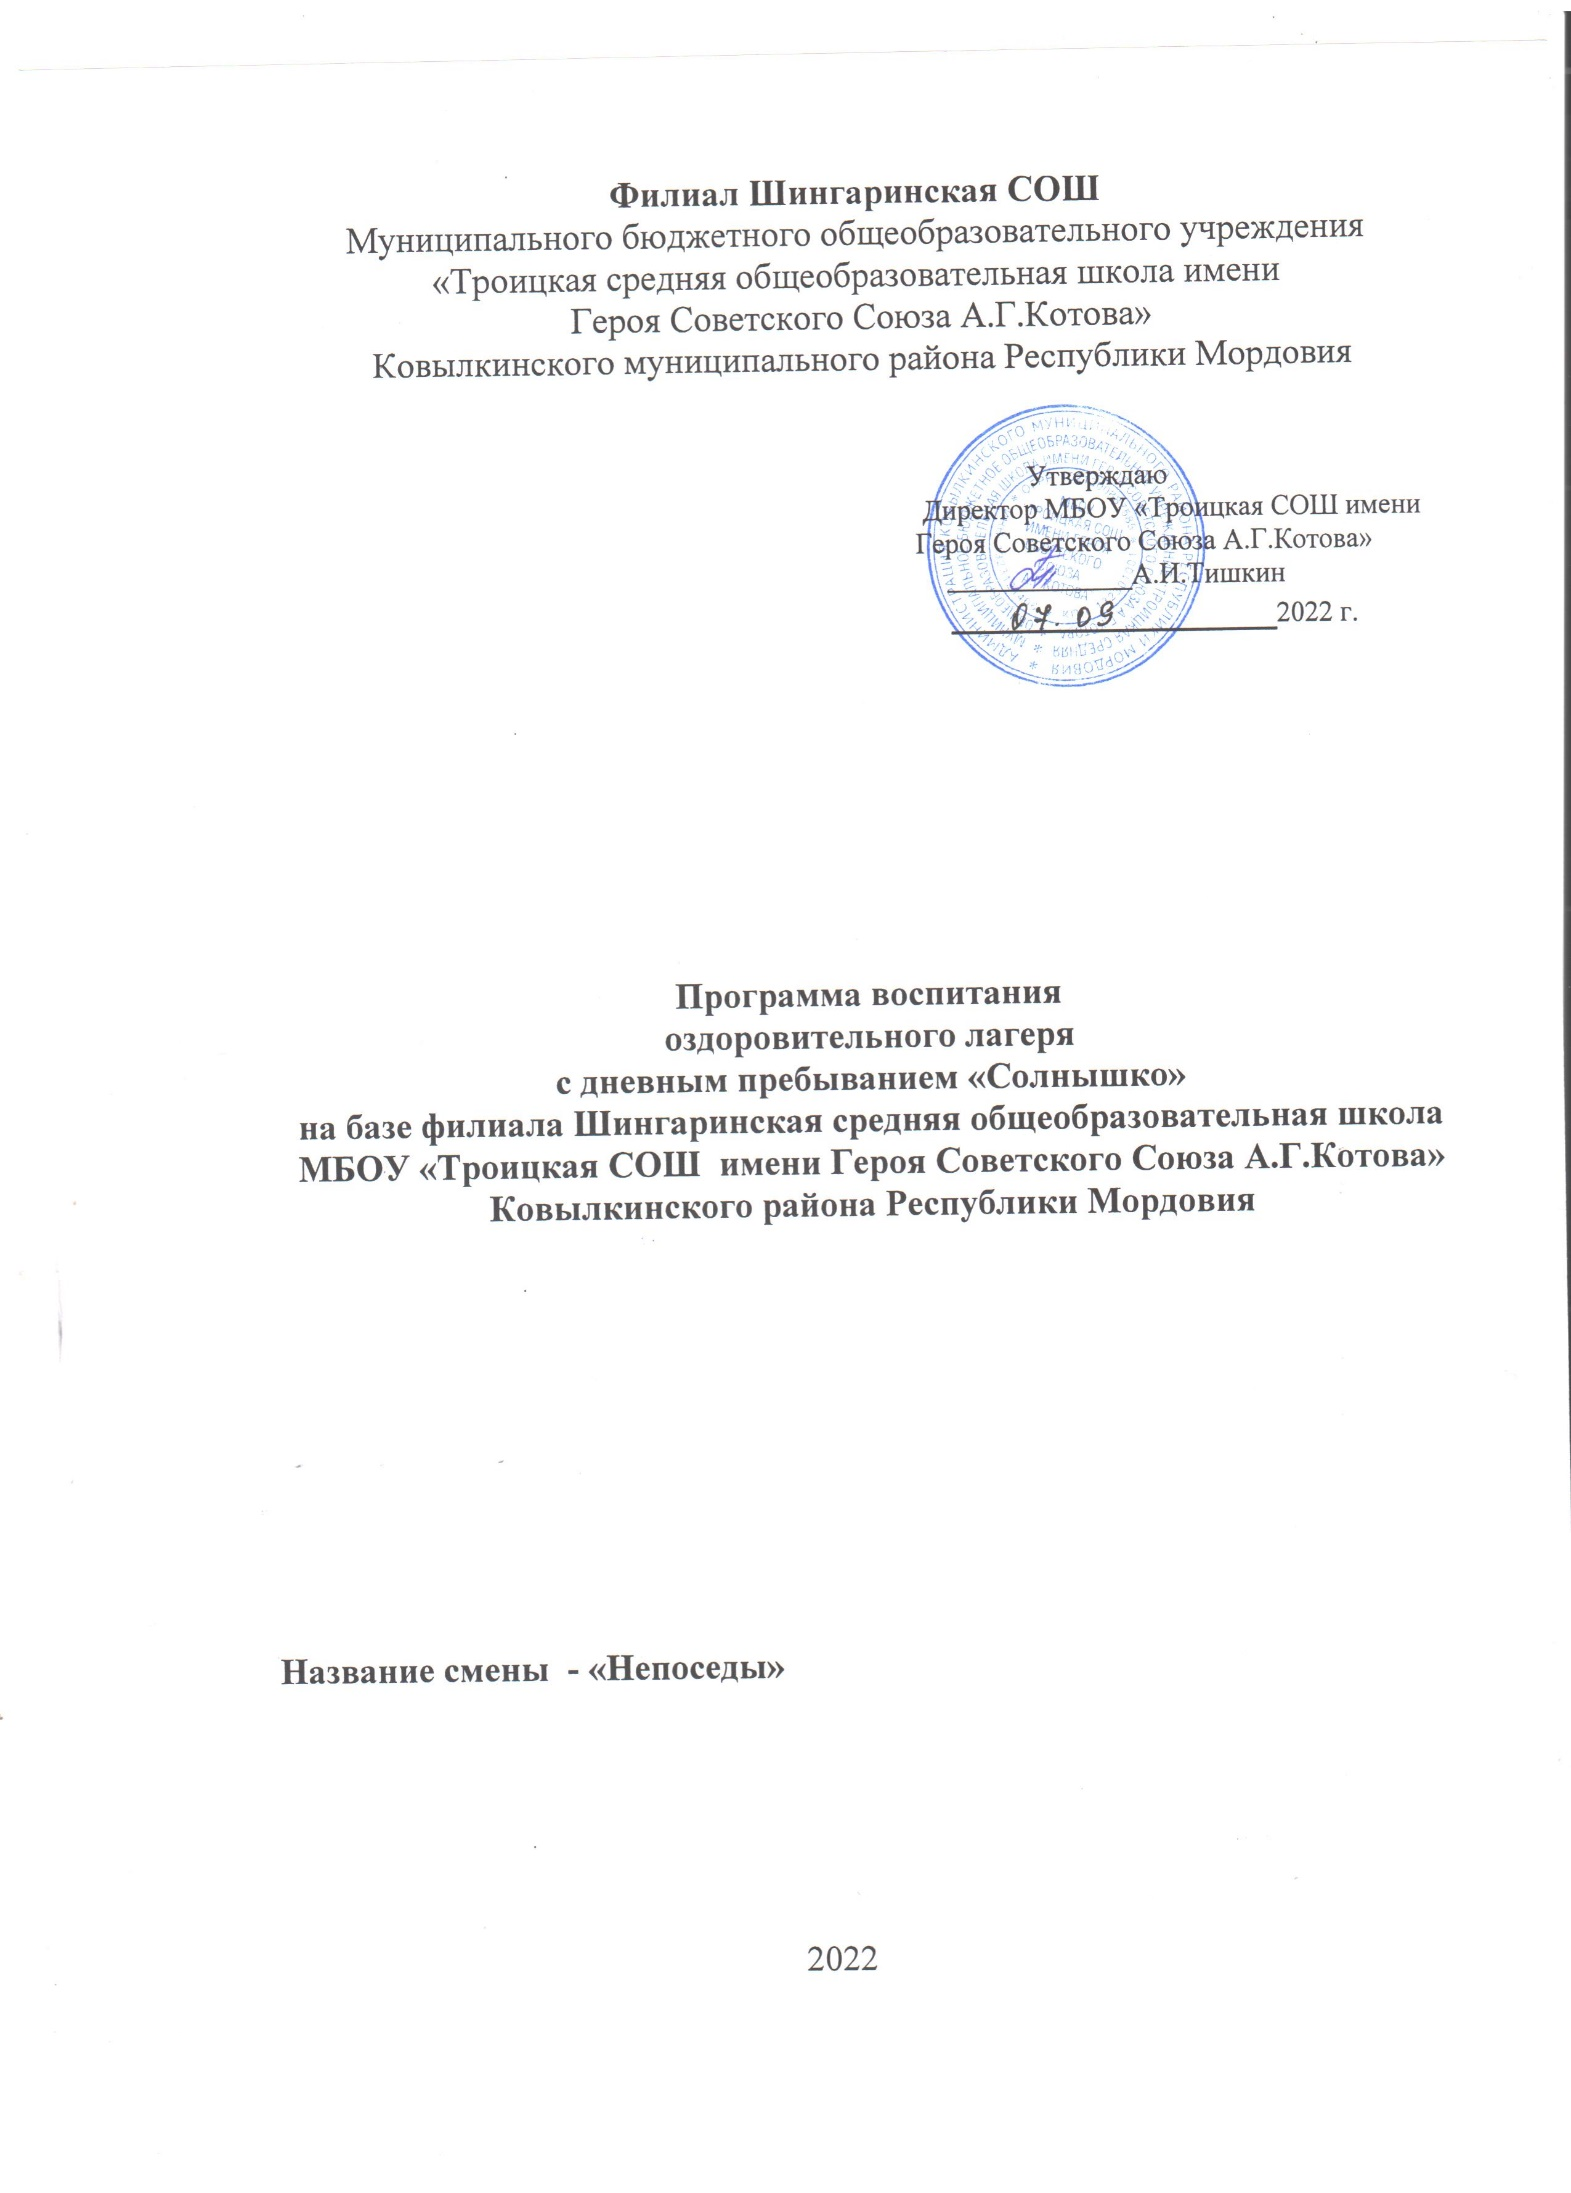 Филиал Шингаринская СОШ
Муниципального бюджетного общеобразовательного учреждения
«Троицкая средняя общеобразовательная школа имени
Героя Советского Союза А.Г.Котова»
Ковылкинского муниципального района Республики Мордовия
Утверждаю
Директор МБОУ «Троицкая СОШ имени
Героя Советского Союза А.Г.Котова»
А.И.Тишкин
07. 09 2022 г.
Программа воспитания
оздоровительного лагеря
с дневным пребыванием «Солнышко»
на базе филиала Шингаринская средняя общеобразовательная школа
МБОУ «Троицкая СОШ имени Героя Советского Союза А.Г.Котова»
Ковылкинского района Республики Мордовия
Название смены - «Непоседы»
2022